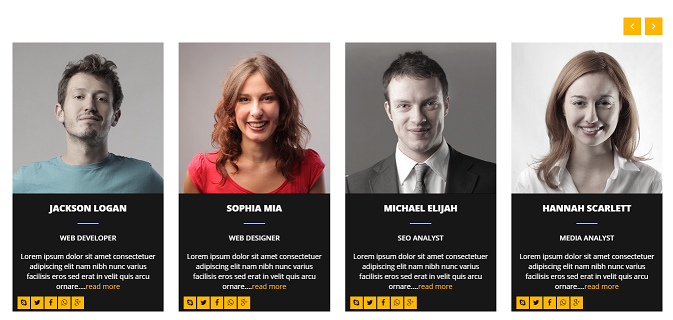 JACKSON LOGAN
WEB DEVELOPER
Lorem ipsum dolor sit amet consectetuer
adipiscing elit nam nibh nunc varius
facilisis eros sed erat in velit quis arcu
ornare....read more
SOPHIA MIA
WEB DESIGNER
Lorem ipsum dolor sit amet consectetuer
adipiscing elit nam nibh nunc varius
facilisis eros sed erat in velit quis arcu
ornare....read more
MICHAEL ELIJAH
SEO ANALYST
Lorem ipsum dolor sit amet consectetuer
adipiscing elit nam nibh nunc varius
facilisis eros sed erat in velit quis arcu
ornare....read more
HANNAH SCARLETT
MEDIA ANALYST
Lorem ipsum dolor sit amet consectetuer
adipiscing elit nam nibh nunc varius
facilisis eros sed erat in velit quis arcu
ornare....read more